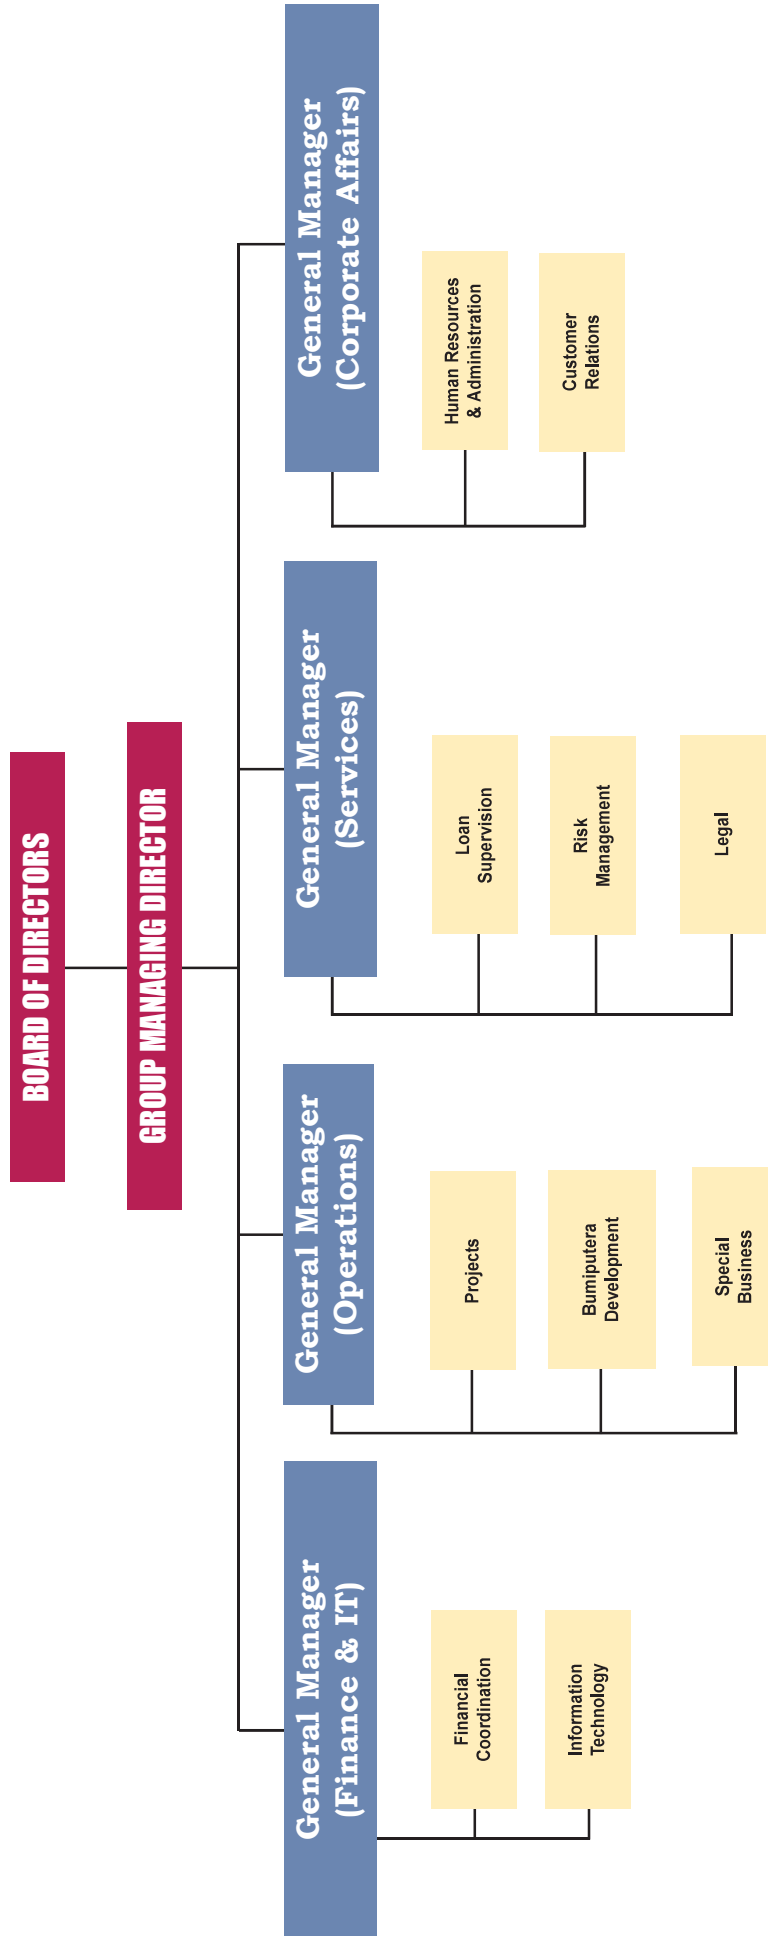 BOARD OF DIRECTORS
GROUP MANAGING DIRECTOR
General Manager
(Finance & IT)
Financial
Coordination
Information
Technology
General Manager
(Operations)
Projects
Bumiputera
Development
Special
Business
General Manager
(Services)
Loan
Supervision
Risk
Management
Legal
General Manager
(Corporate Affairs)
Human Resources
& Administration
Customer
Relations